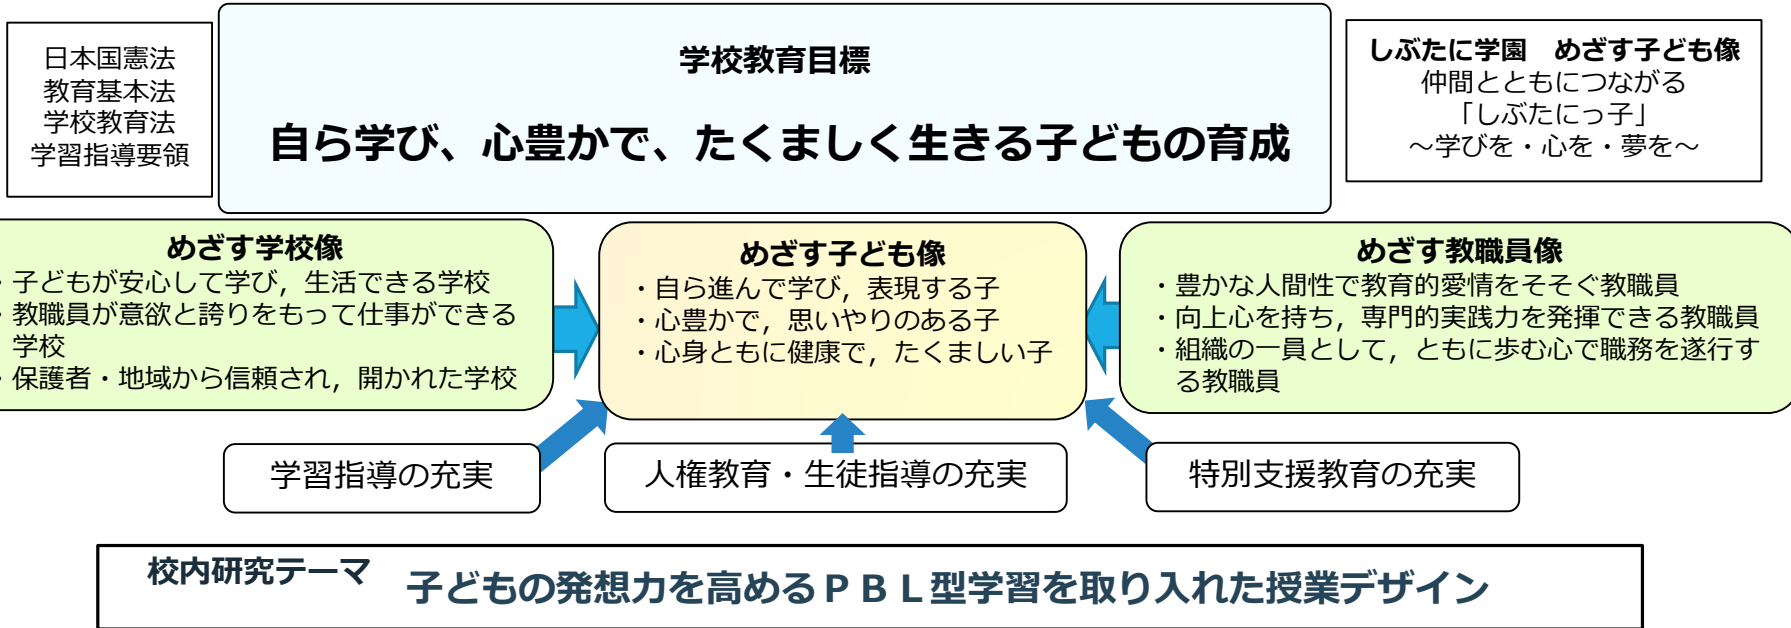 日本国憲法
教育基本法
学校教育法
学習指導要領
学校教育目標
自ら学び、心豊かで、たくましく生きる子どもの育成
しぶたに学園　めざす子ども像
仲間とともにつながる
「しぶたにっ子」
～学びを・心を・夢を～
めざす学校像
・子どもが安心して学び，生活できる学校
・教職員が意欲と誇りをもって仕事ができる
学校
・保護者・地域から信頼され，開かれた学校
めざす子ども像
・自ら進んで学び，表現する子
・心豊かで，思いやりのある子
・心身ともに健康で，たくましい子
めざす教職員像
・豊かな人間性で教育的愛情をそそぐ教職員
・向上心を持ち，専門的実践力を発揮できる教職員
・組織の一員として，ともに歩む心で職務を遂行す
る教職員
学習指導の充実
人権教育・生徒指導の充実
特別支援教育の充実
校内研究テーマ　子どもの発想力を高めるＰＢＬ型学習を取り入れた授業デザイン